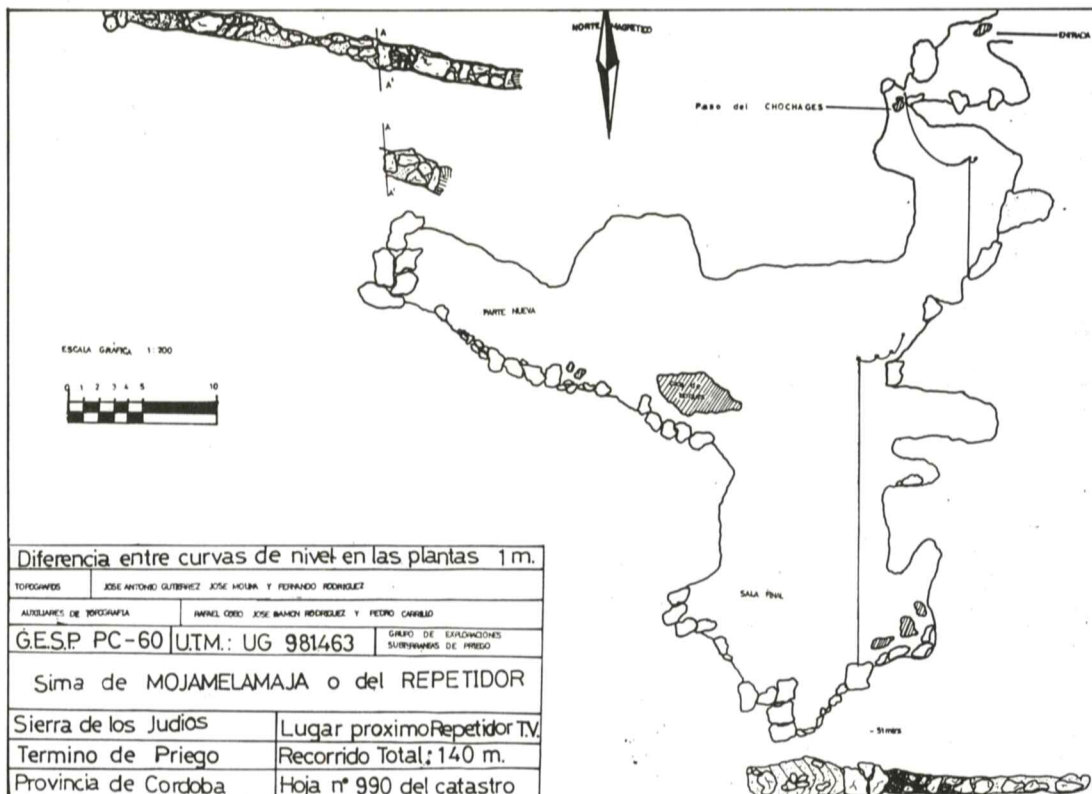 A
NORTE MAGNETICO
ENTRADA
A'
Paso del CHOCHAGES
A
A'
PARTE NUEVA
ESCALA GRÁFICA 1:200
0 1 2 3 4 5 10
SALA FINAL
-51 mtrs
Diferencia entre curvas de nivel en las plantas 1m.
TOPOGRAFOS JOSE ANTONIO GUTIERREZ JOSE MOLINA Y FERNANDO RODRIGUEZ
AUXILIARES DE TOPOGRAFIA RAFAEL COBO JOSE RAMON RODRIGUEZ Y PEDRO CARRILLO
G.E.S.P. PC-60 U.T.M.: UG 981463 GRUPO DE EXPLORACIONES
SUBTERRANEAS DE PRIEGO
Sima de MOJAMELAMAJA o del REPETIDOR
Sierra de los Judios Lugar proximo Repetidor T.V.
Termino de Priego Recorrido Total: 140 m.
Provincia de Cordoba Hoja nº 990 del catastro